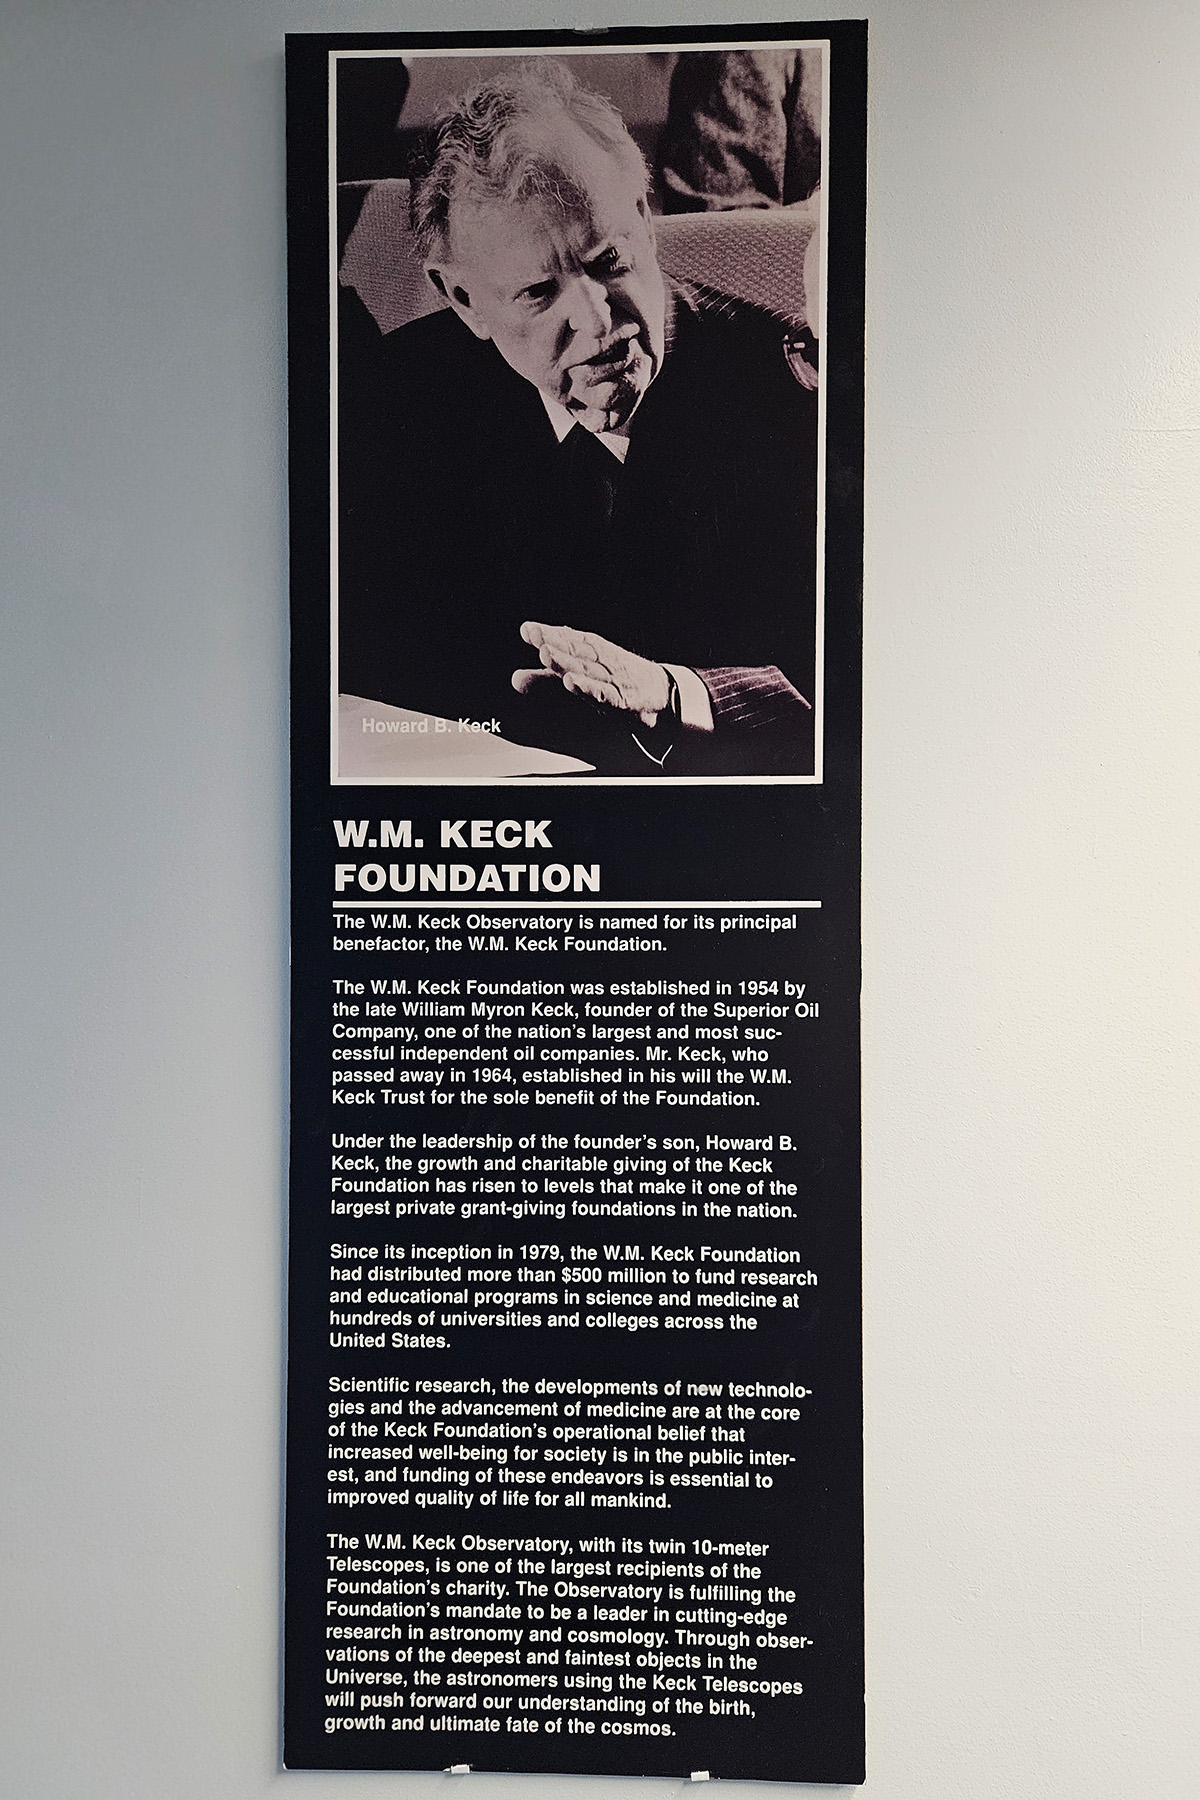 Howard B. Keck
W.M. KECK
FOUNDATION
The W.M. Keck Observatory is named for its principal
benefactor, the W.M. Keck Foundation.
The W.M. Keck Foundation was established in 1954 by
the late William Myron Keck, founder of the Superior Oil
Company, one of the nation's largest and most suc-
cessful independent oil companies. Mr. Keck, who
passed away in 1964, established in his will the W.M.
Keck Trust for the sole benefit of the Foundation.
Under the leadership of the founder's son, Howard B.
Keck, the growth and charitable giving of the Keck
Foundation has risen to levels that make it one of the
largest private grant-giving foundations in the nation.
Since its inception in 1979, the W.M. Keck Foundation
had distributed more than $500 million to fund research
and educational programs in science and medicine at
hundreds of universities and colleges across the
United States.
Scientific research, the developments of new technolo-
gies and the advancement of medicine are at the core
of the Keck Foundation's operational belief that
increased well-being for society is in the public inter-
est, and funding of these endeavors is essential to
improved quality of life for all mankind.
The W.M. Keck Observatory, with its twin 10-meter
Telescopes, is one of the largest recipients of the
Foundation's charity. The Observatory is fulfilling the
Foundation's mandate to be a leader in cutting-edge
research in astronomy and cosmology. Through obser-
vations of the deepest and faintest objects in the
Universe, the astronomers using the Keck Telescopes
will push forward our understanding of the birth,
growth and ultimate fate of the cosmos.